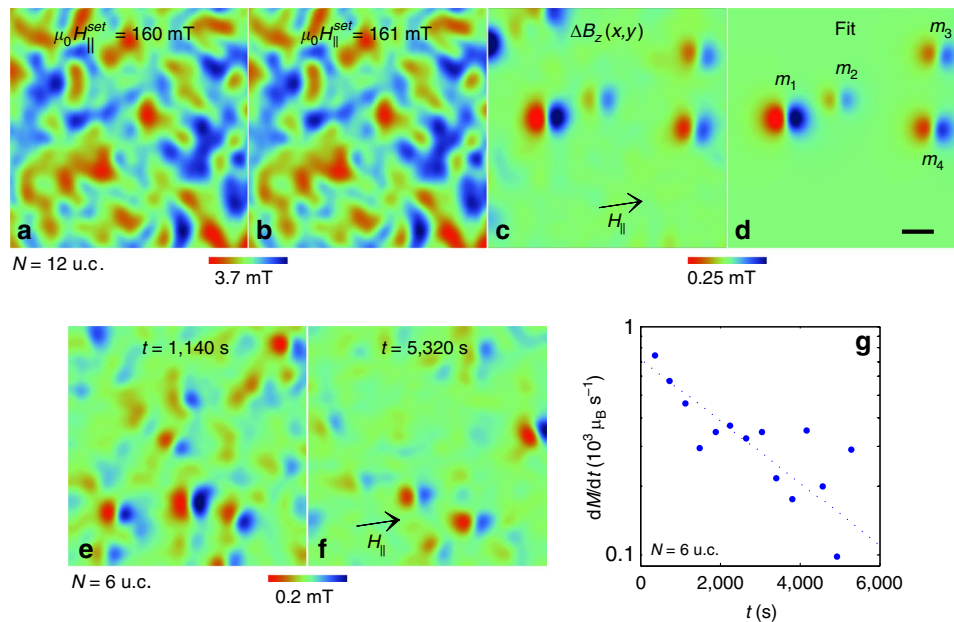 μ₀H∥^set = 160 mT
μ₀H∥^set = 161 mT
ΔB_z(x,y)
Fit
m₁
m₂
m₃
m₄
H∥
a
b
c
d
N = 12 u.c.
3.7 mT
0.25 mT
t = 1,140 s
t = 5,320 s
H∥
e
f
N = 6 u.c.
0.2 mT
g
1
0.1
dM/dt (10³ μ_B s⁻¹)
N = 6 u.c.
0
2,000
4,000
6,000
t (s)